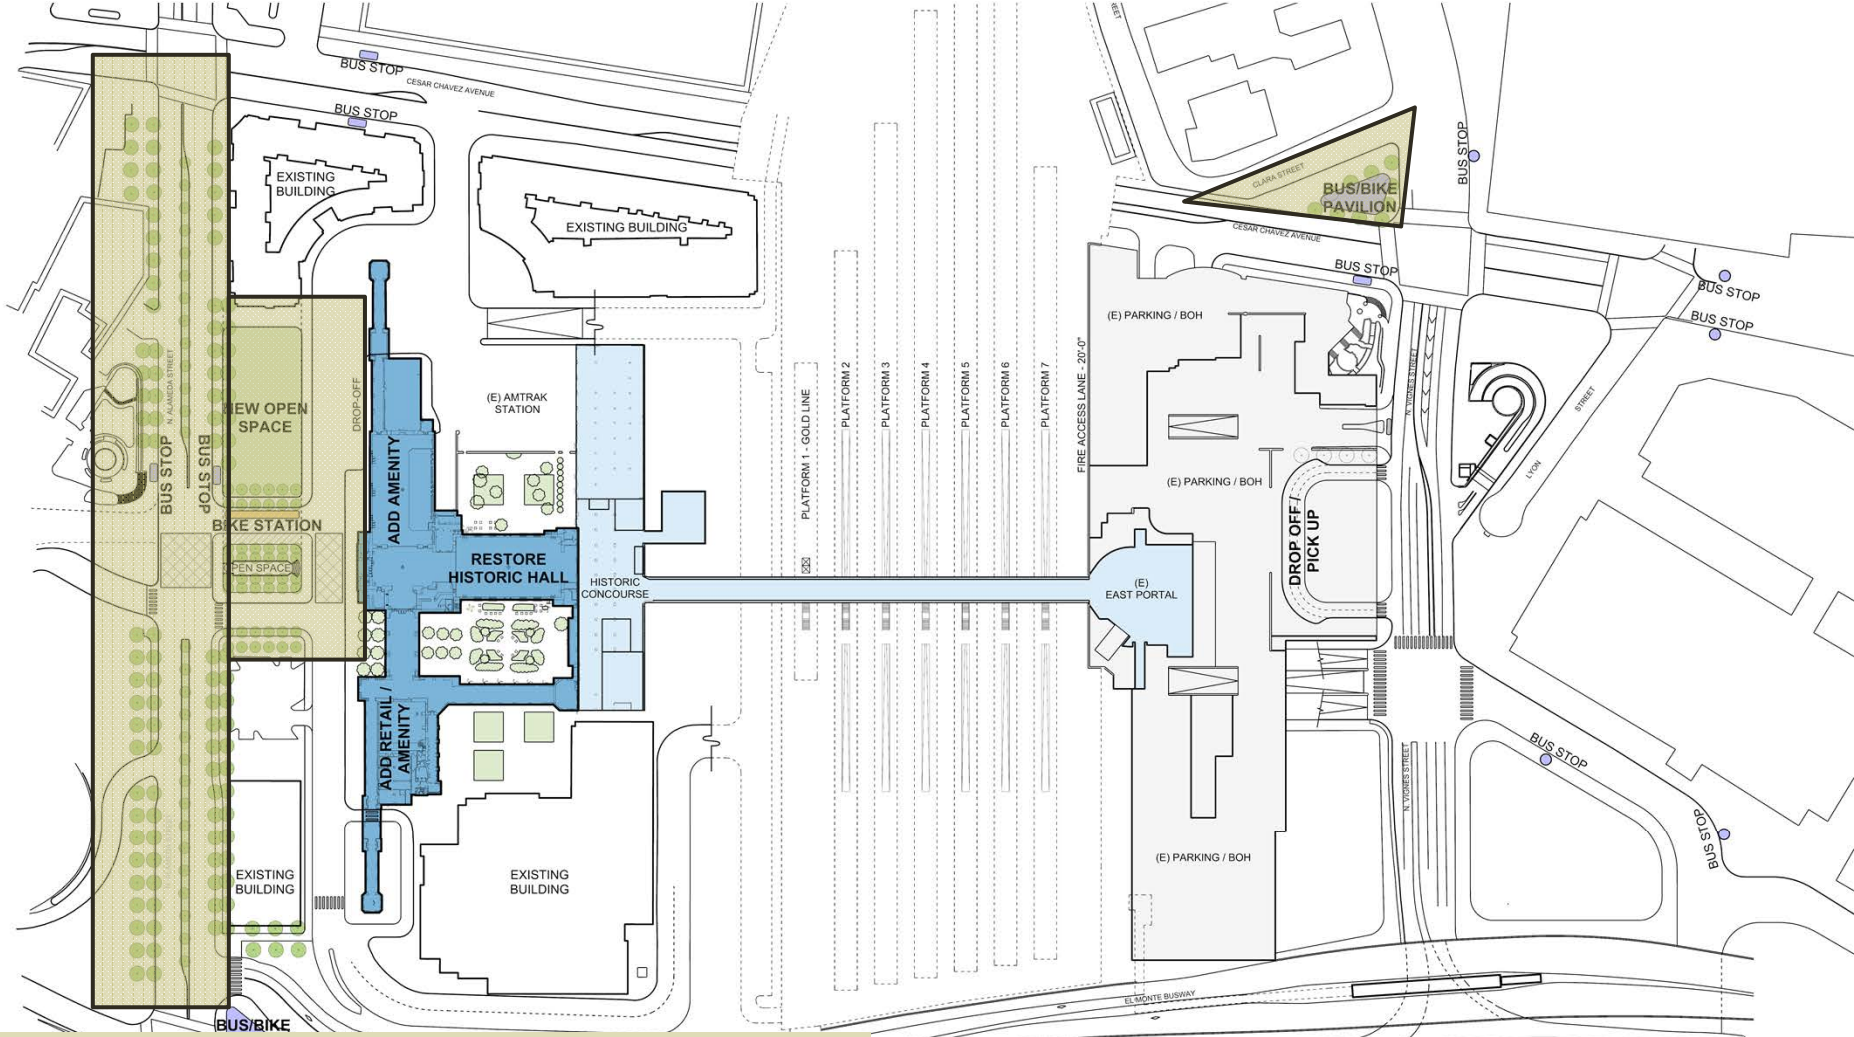 BUS STOP
CESAR CHAVEZ AVENUE
BUS STOP
EXISTING
BUILDING
EXISTING BUILDING
CLARA STREET
BUS/BIKE
PAVILION
BUS STOP
CESAR CHAVEZ AVENUE
BUS STOP
BUS STOP
BUS STOP
(E) PARKING / BOH
N. ALAMEDA STREET
NEW OPEN
SPACE
DROP-OFF
BUS STOP
BUS STOP
BIKE STATION
OPEN SPACE
ADD AMENITY
(E) AMTRAK
STATION
RESTORE
HISTORIC HALL
HISTORIC
CONCOURSE
PLATFORM 1 - GOLD LINE
PLATFORM 2
PLATFORM 3
PLATFORM 4
PLATFORM 5
PLATFORM 6
PLATFORM 7
FIRE ACCESS LANE - 20'-0"
(E) PARKING / BOH
(E)
EAST PORTAL
DROP OFF /
PICK UP
N. VIGNES STREET
LYON
STREET
ADD RETAIL /
AMENITY
EXISTING
BUILDING
EXISTING
BUILDING
(E) PARKING / BOH
N. VIGNES STREET
BUS STOP
BUS STOP
EL MONTE BUSWAY
BUS/BIKE